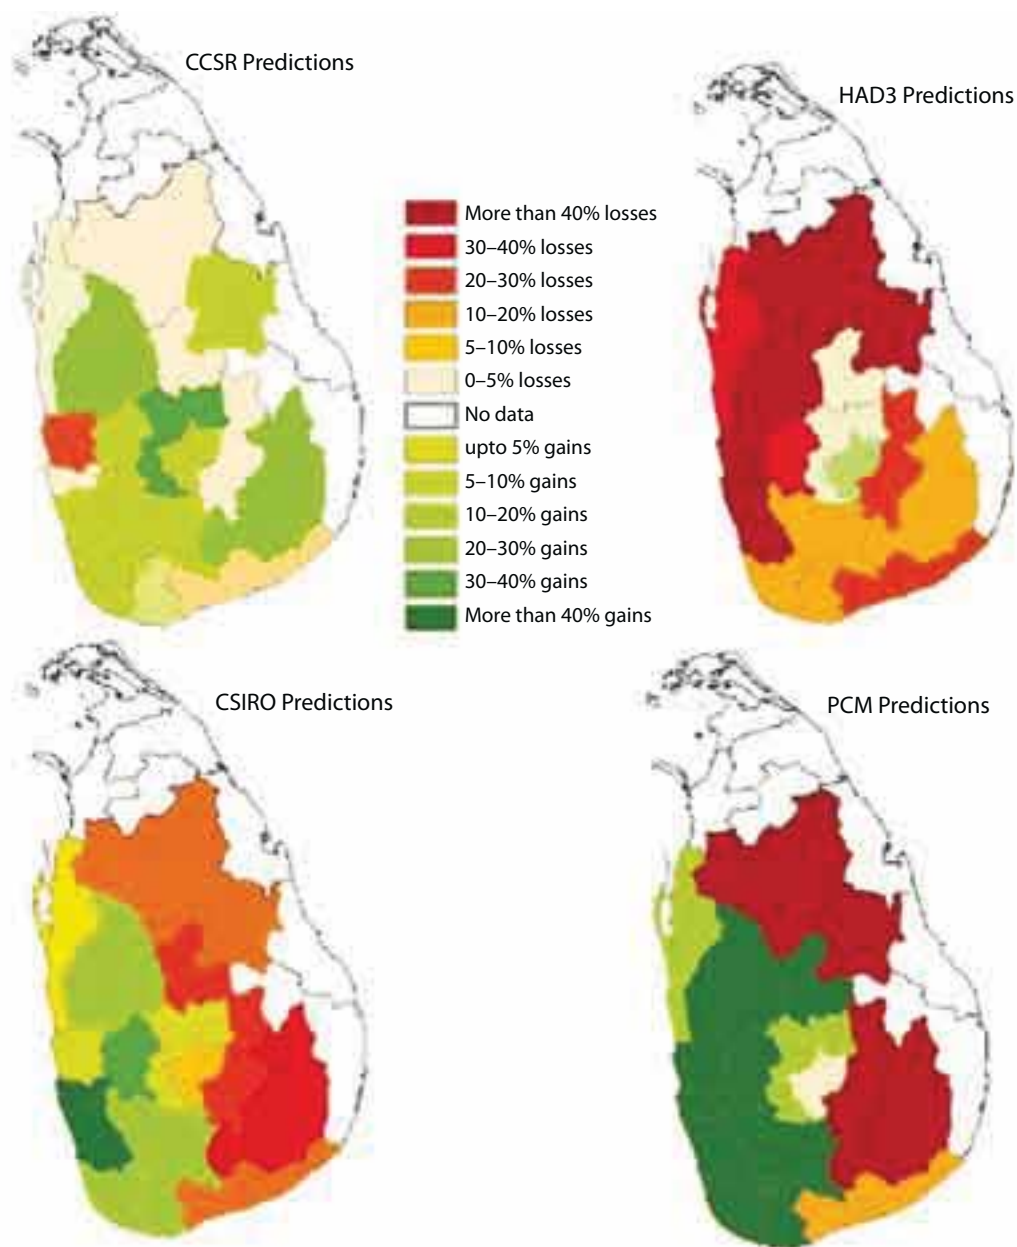 CCSR Predictions
HAD3 Predictions
More than 40% losses
30–40% losses
20–30% losses
10–20% losses
5–10% losses
0–5% losses
No data
upto 5% gains
5–10% gains
10–20% gains
20–30% gains
30–40% gains
More than 40% gains
CSIRO Predictions
PCM Predictions